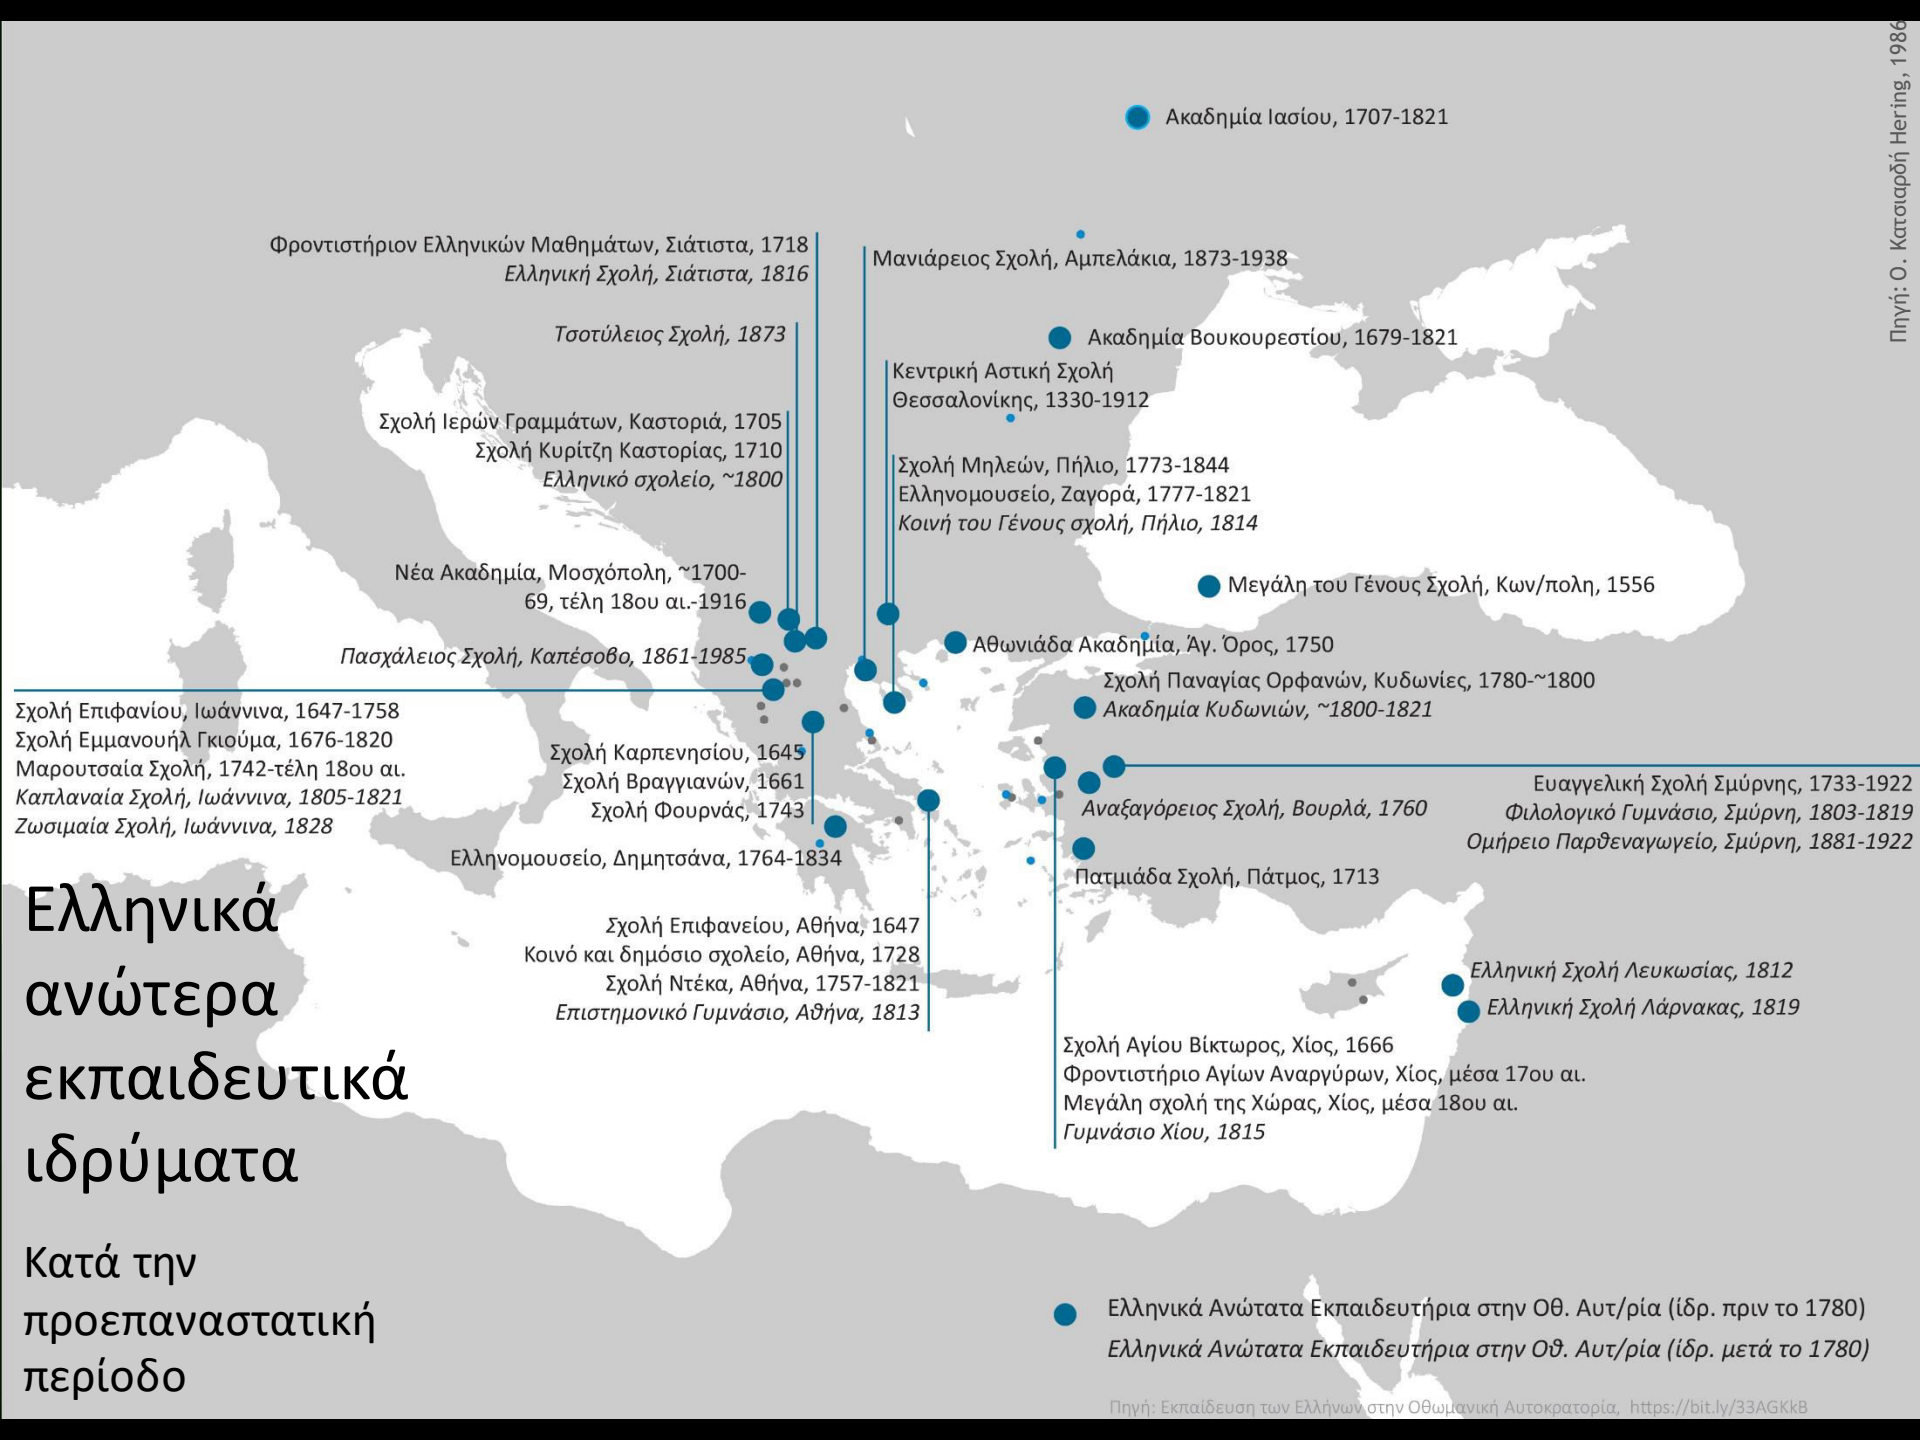 Πηγή: Ο. Κατσιαρδή Hering, 1986
Ακαδημία Ιασίου, 1707-1821
Φροντιστήριον Ελληνικών Μαθημάτων, Σιάτιστα, 1718
Ελληνική Σχολή, Σιάτιστα, 1816
Μανιάρειος Σχολή, Αμπελάκια, 1873-1938
Τσοτύλειος Σχολή, 1873
Ακαδημία Βουκουρεστίου, 1679-1821
Κεντρική Αστική Σχολή
Θεσσαλονίκης, 1330-1912
Σχολή Ιερών Γραμμάτων, Καστοριά, 1705
Σχολή Κυρίτζη Καστορίας, 1710
Ελληνικό σχολείο, ~1800
Σχολή Μηλεών, Πήλιο, 1773-1844
Ελληνομουσείο, Ζαγορά, 1777-1821
Κοινή του Γένους σχολή, Πήλιο, 1814
Νέα Ακαδημία, Μοσχόπολη, ~1700-
69, τέλη 18ου αι.-1916
Μεγάλη του Γένους Σχολή, Κων/πολη, 1556
Αθωνιάδα Ακαδημία, Άγ. Όρος, 1750
Πασχάλειος Σχολή, Καπέσοβο, 1861-1985
Σχολή Παναγίας Ορφανών, Κυδωνίες, 1780-~1800
Ακαδημία Κυδωνιών, ~1800-1821
Σχολή Επιφανίου, Ιωάννινα, 1647-1758
Σχολή Εμμανουήλ Γκιούμα, 1676-1820
Μαρουτσαία Σχολή, 1742-τέλη 18ου αι.
Καπλαναία Σχολή, Ιωάννινα, 1805-1821
Ζωσιμαία Σχολή, Ιωάννινα, 1828
Σχολή Καρπενησίου, 1645
Σχολή Βραγγιανών, 1661
Σχολή Φουρνάς, 1743
Ευαγγελική Σχολή Σμύρνης, 1733-1922
Φιλολογικό Γυμνάσιο, Σμύρνη, 1803-1819
Ομήρειο Παρθεναγωγείο, Σμύρνη, 1881-1922
Αναξαγόρειος Σχολή, Βουρλά, 1760
Ελληνομουσείο, Δημητσάνα, 1764-1834
Πατμιάδα Σχολή, Πάτμος, 1713
Σχολή Επιφανείου, Αθήνα, 1647
Κοινό και δημόσιο σχολείο, Αθήνα, 1728
Σχολή Ντέκα, Αθήνα, 1757-1821
Επιστημονικό Γυμνάσιο, Αθήνα, 1813
Ελληνική Σχολή Λευκωσίας, 1812
Ελληνική Σχολή Λάρνακας, 1819
Σχολή Αγίου Βίκτωρος, Χίος, 1666
Φροντιστήριο Αγίων Αναργύρων, Χίος, μέσα 17ου αι.
Μεγάλη σχολή της Χώρας, Χίος, μέσα 18ου αι.
Γυμνάσιο Χίου, 1815
Ελληνικά
ανώτερα
εκπαιδευτικά
ιδρύματα
Κατά την
προεπαναστατική
περίοδο
Ελληνικά Ανώτατα Εκπαιδευτήρια στην Οθ. Αυτ/ρία (ίδρ. πριν το 1780)
Ελληνικά Ανώτατα Εκπαιδευτήρια στην Οθ. Αυτ/ρία (ίδρ. μετά το 1780)
Πηγή: Εκπαίδευση των Ελλήνων στην Οθωμανική Αυτοκρατορία, https://bit.ly/33AGKkB